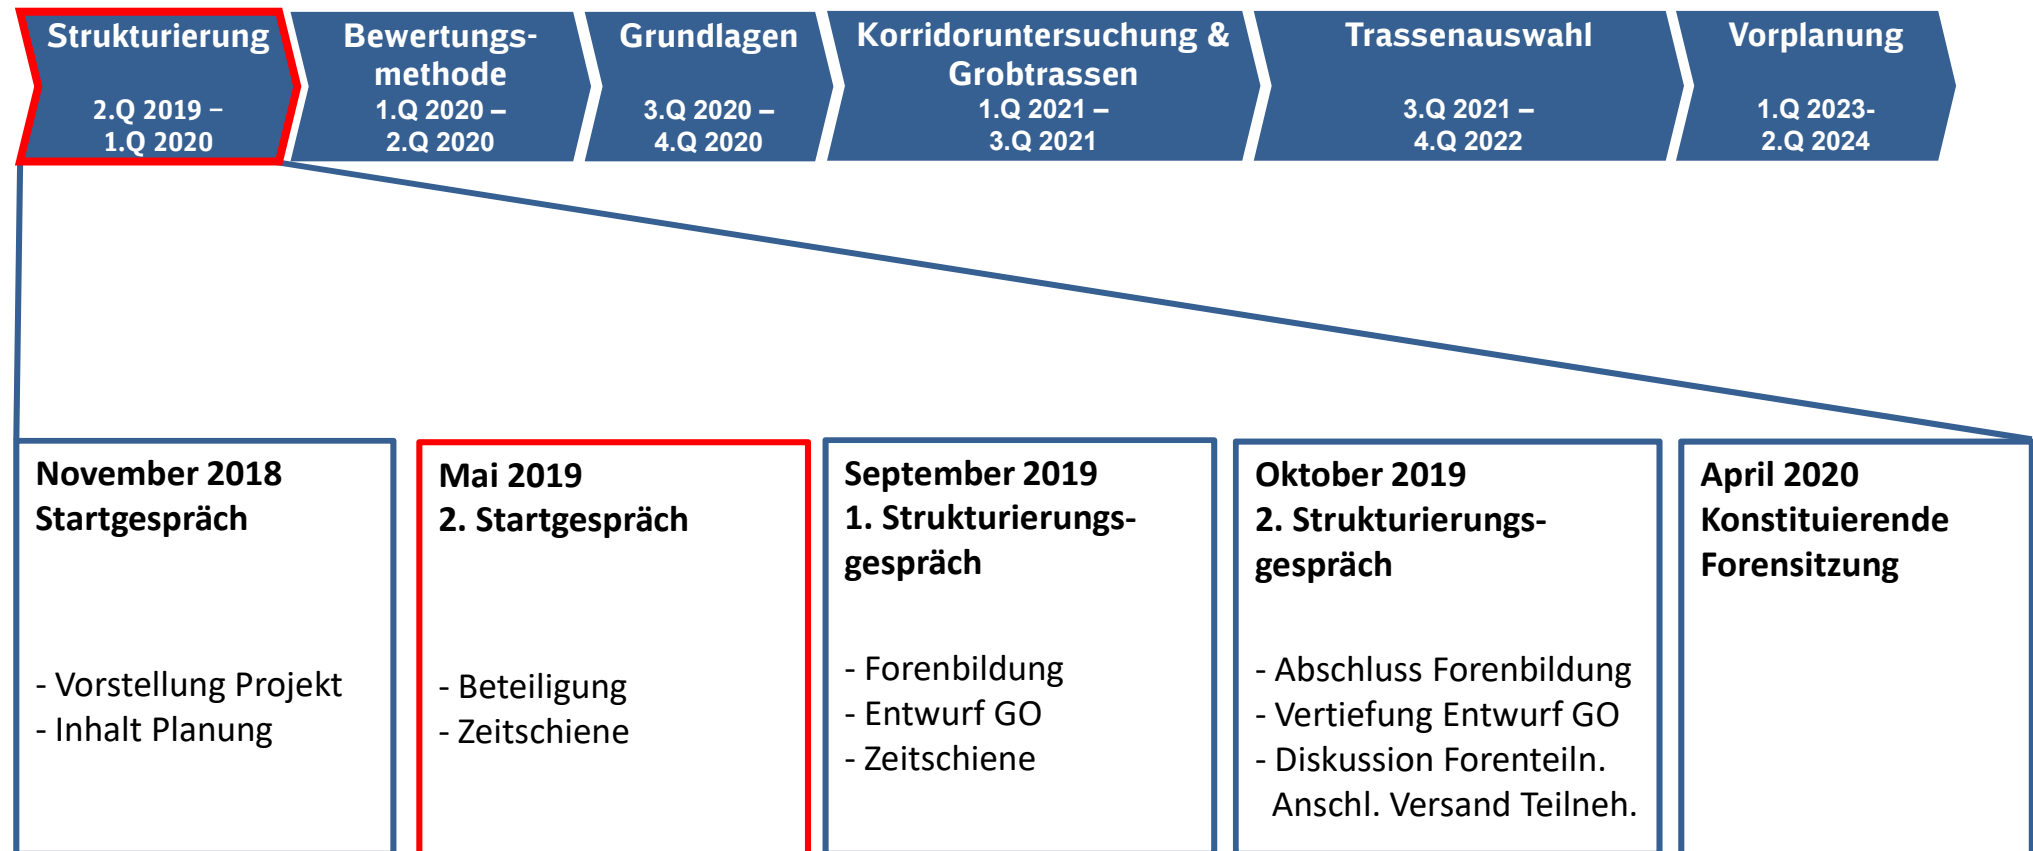 Strukturierung
2.Q 2019 –
1.Q 2020
Bewertungs-
methode
1.Q 2020 –
2.Q 2020
Grundlagen
3.Q 2020 –
4.Q 2020
Korridoruntersuchung &
Grobtrassen
1.Q 2021 –
3.Q 2021
Trassenauswahl
3.Q 2021 –
4.Q 2022
Vorplanung
1.Q 2023-
2.Q 2024
November 2018
Startgespräch
- Vorstellung Projekt
- Inhalt Planung
Mai 2019
2. Startgespräch
- Beteiligung
- Zeitschiene
September 2019
1. Strukturierungs-
gespräch
- Forenbildung
- Entwurf GO
- Zeitschiene
Oktober 2019
2. Strukturierungs-
gespräch
- Abschluss Forenbildung
- Vertiefung Entwurf GO
- Diskussion Forenteiln.
Anschl. Versand Teilneh.
April 2020
Konstituierende
Forensitzung